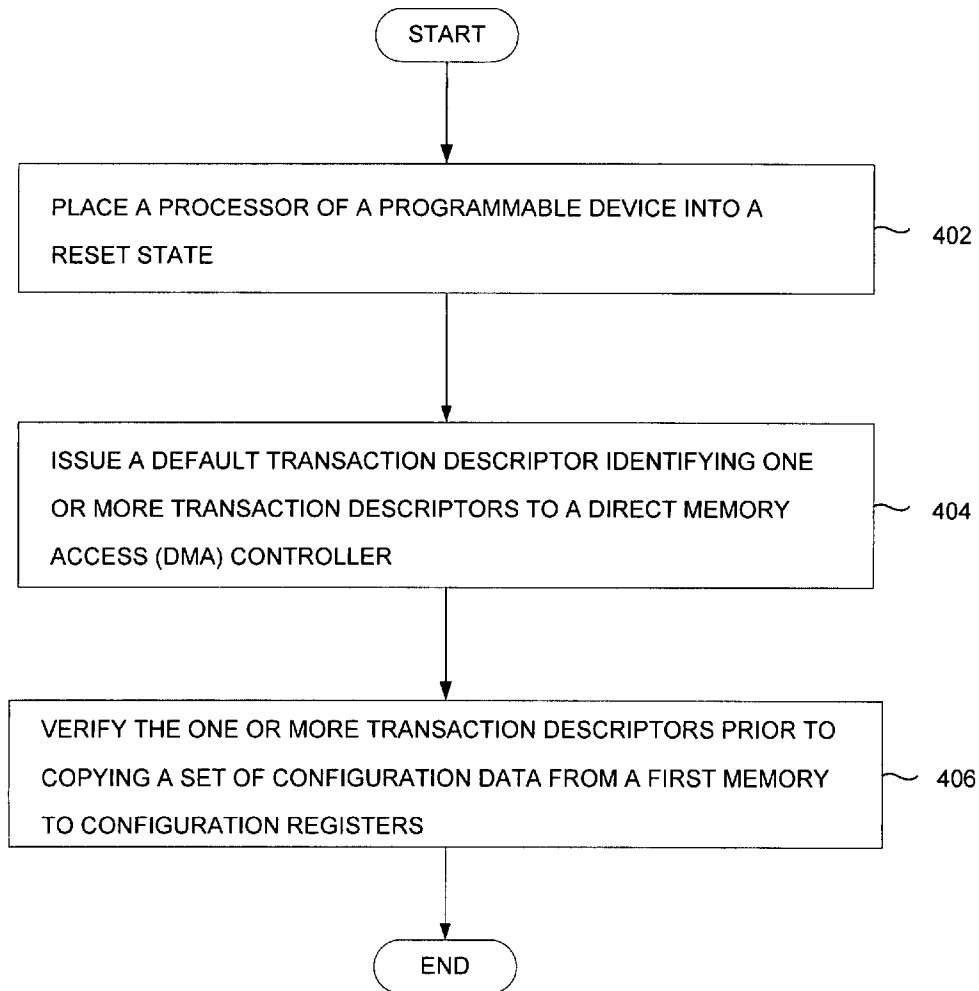 START
PLACE A PROCESSOR OF A PROGRAMMABLE DEVICE INTO A
RESET STATE
402
ISSUE A DEFAULT TRANSACTION DESCRIPTOR IDENTIFYING ONE
OR MORE TRANSACTION DESCRIPTORS TO A DIRECT MEMORY
ACCESS (DMA) CONTROLLER
404
VERIFY THE ONE OR MORE TRANSACTION DESCRIPTORS PRIOR TO
COPYING A SET OF CONFIGURATION DATA FROM A FIRST MEMORY
TO CONFIGURATION REGISTERS
406
END